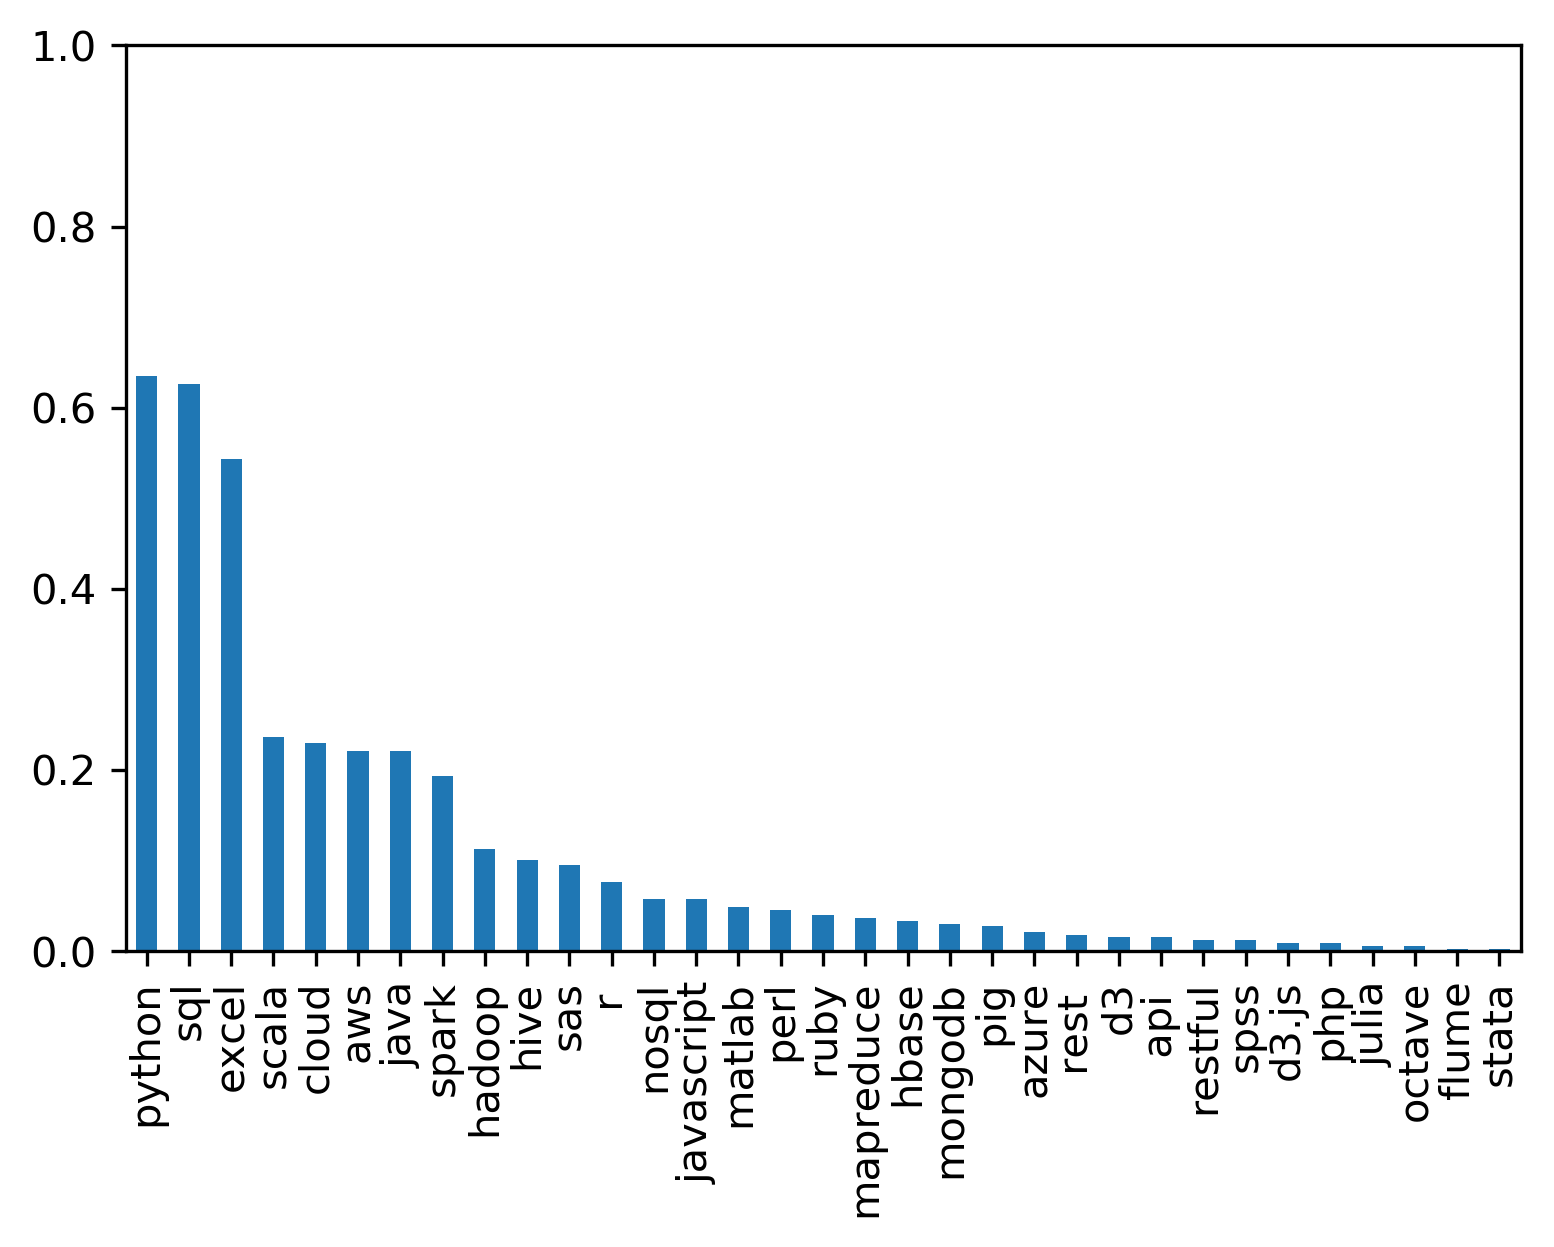 1.0
0.8
0.6
0.4
0.2
0.0
python
sql
excel
scala
cloud
aws
java
spark
hadoop
hive
sas
r
nosql
javascript
matlab
perl
ruby
mapreduce
hbase
mongodb
pig
azure
rest
d3
api
restful
spss
d3.js
php
julia
octave
flume
stata